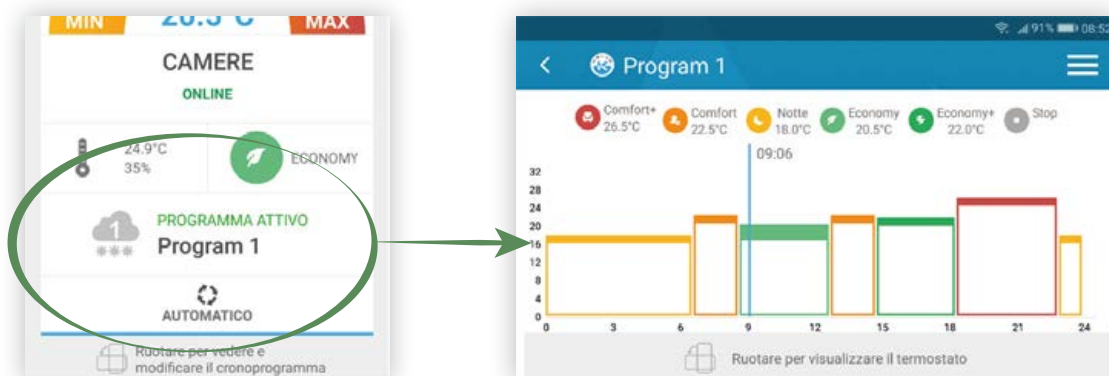 MIN 20.5°C MAX
CAMERE
ONLINE
24.9°C
35%
ECONOMY
1
PROGRAMMA ATTIVO
Program 1
AUTOMATICO
Ruotare per vedere e
modificare il cronoprogramma
91% 08:52
Program 1
Comfort+
26.5°C
Comfort
22.5°C
Notte
18.0°C
Economy
20.5°C
Economy+
22.0°C
Stop
09:06
32
28
24
20
16
12
8
4
0
0 3 6 9 12 15 18 21 24
Ruotare per visualizzare il termostato